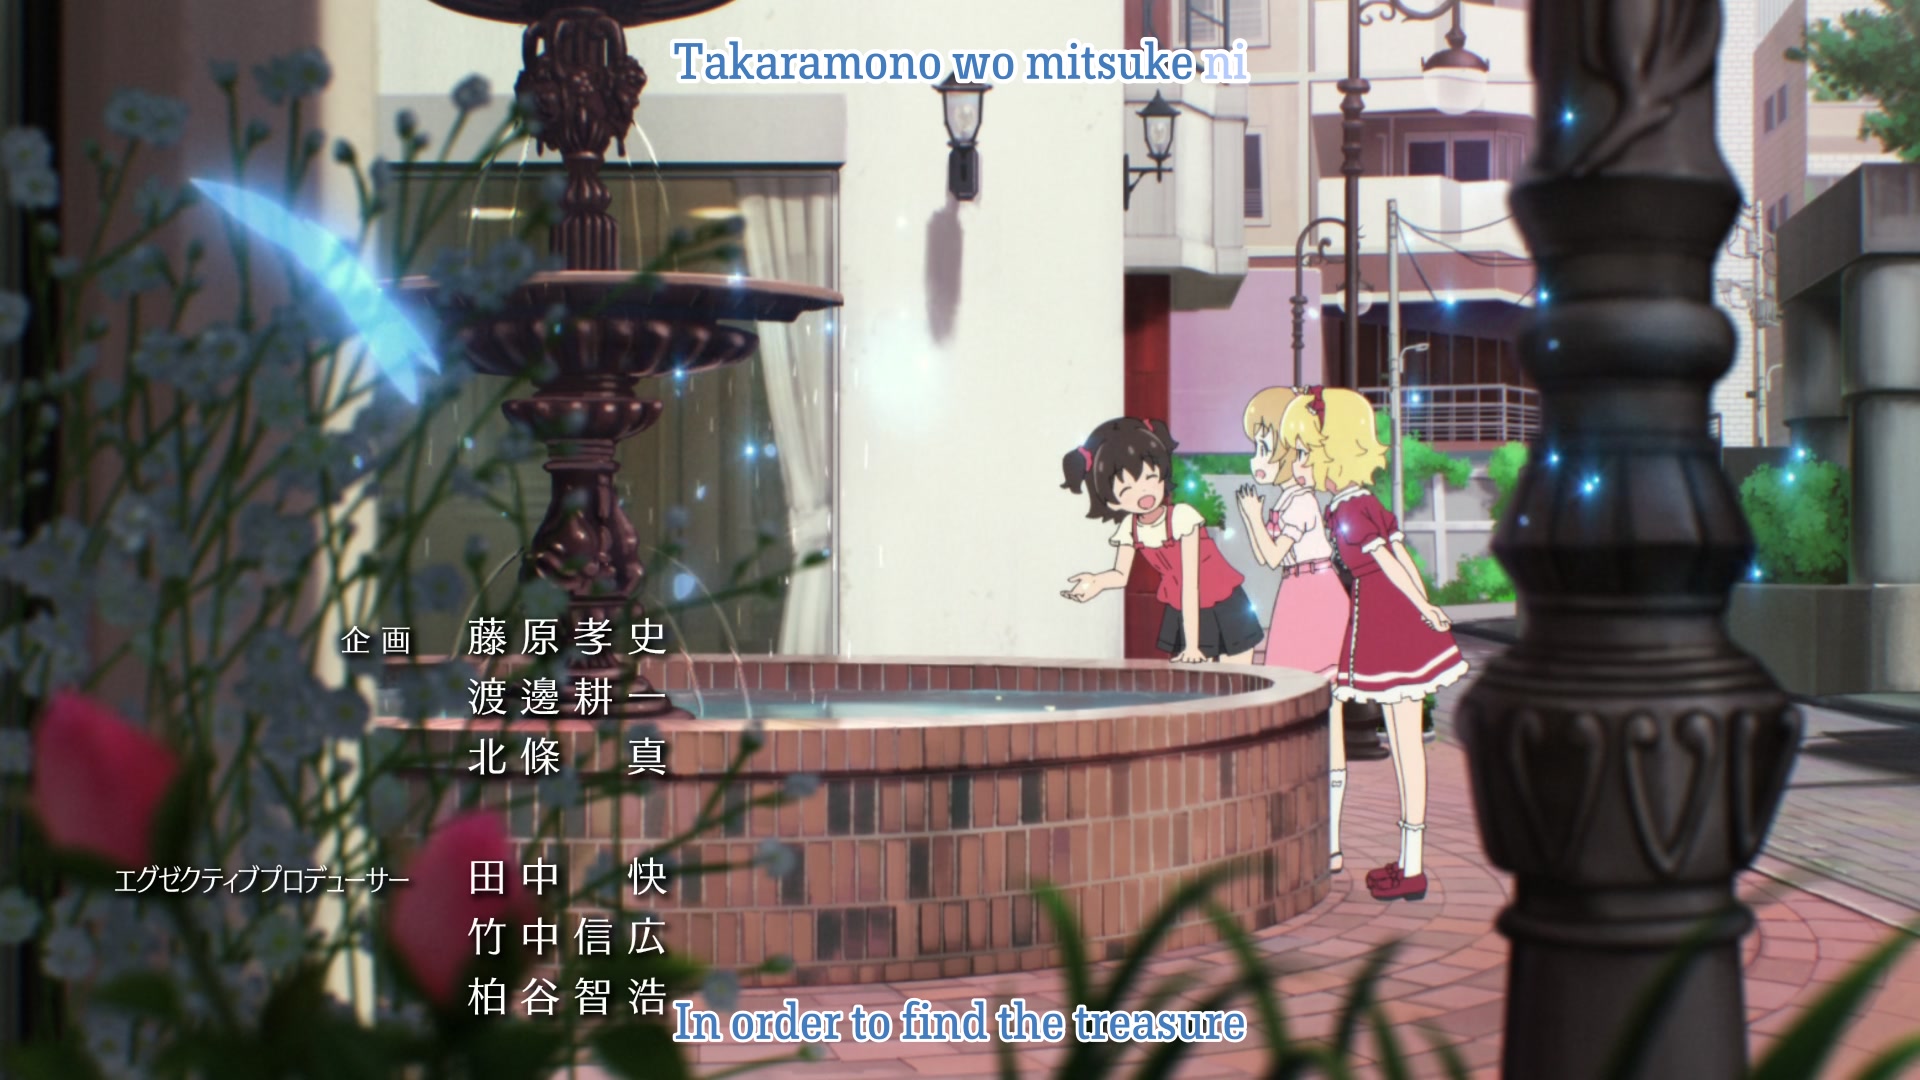 Takaramono wo mitsuke ni
企画 藤原孝史
渡邊耕一
北條 真
エグゼクティブプロデューサー 田中 快
竹中信広
柏谷智浩
In order to find the treasure